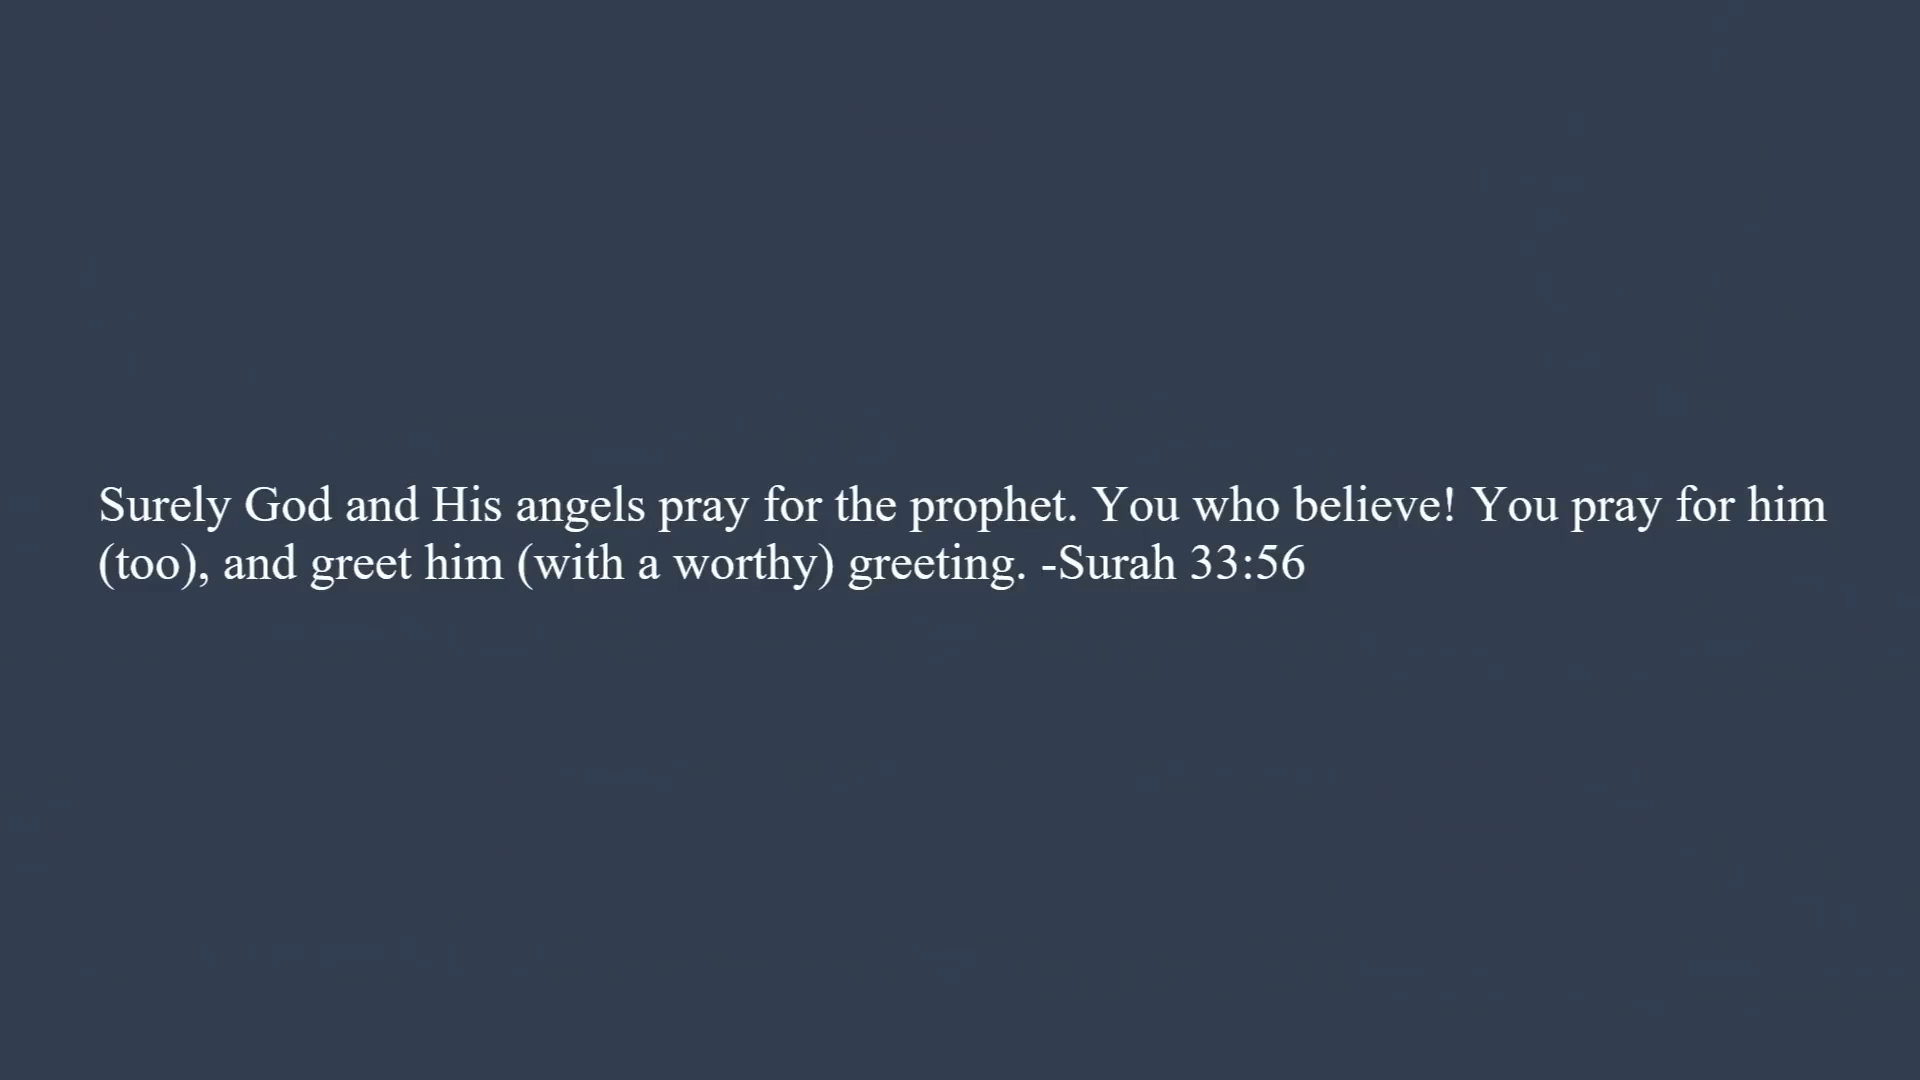 Surely God and His angels pray for the prophet. You who believe! You pray for him
(too), and greet him (with a worthy) greeting. -Surah 33:56